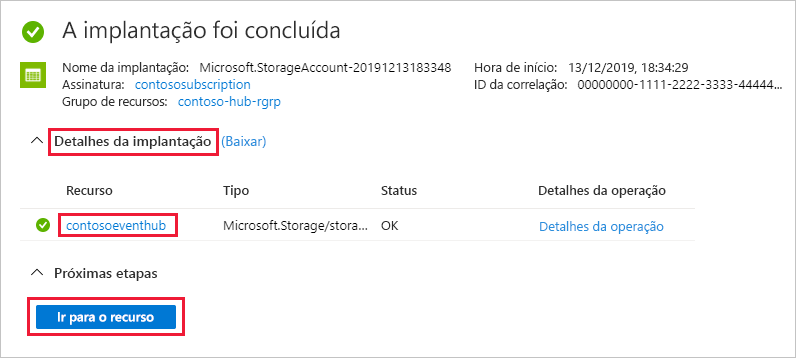 A implantação foi concluída
Nome da implantação: Microsoft.StorageAccount-20191213183348 Hora de início: 13/12/2019, 18:34:29
Assinatura: contososubscription ID da correlação: 00000000-1111-2222-3333-44444...
Grupo de recursos: contoso-hub-rgrp
Detalhes da implantação (Baixar)
Recurso Tipo Status Detalhes da operação
contosoeventhub Microsoft.Storage/stora... OK Detalhes da operação
Próximas etapas
Ir para o recurso